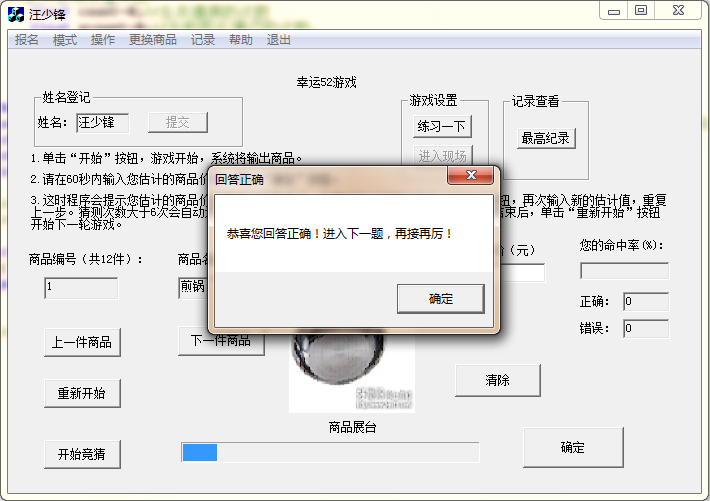 汪少锋
报名 模式 操作 更换商品 记录 帮助 退出
幸运52游戏
姓名登记
姓名： 汪少锋 提交
游戏设置
练习一下
进入现场
记录查看
最高纪录
1.单击“开始”按钮，游戏开始，系统将输出商品。
2.请在60秒内输入您估计的商品价
3.这时程会提示您估计的商品价 钮，再次输入新的估计值，重复
上一步。猜测次数大于6次会自动 结束后，单击“重新开始”按钮
开始下一轮游戏。
回答正确
恭喜您回答正确！进入下一题，再接再厉！
确定
商品编号（共12件）： 商品名 （元） 您的命中率(%)：
1 煎锅
正确： 0
错误： 0
上一件商品 下一件商品
重新开始 清除
商品展台
开始竞猜 确定